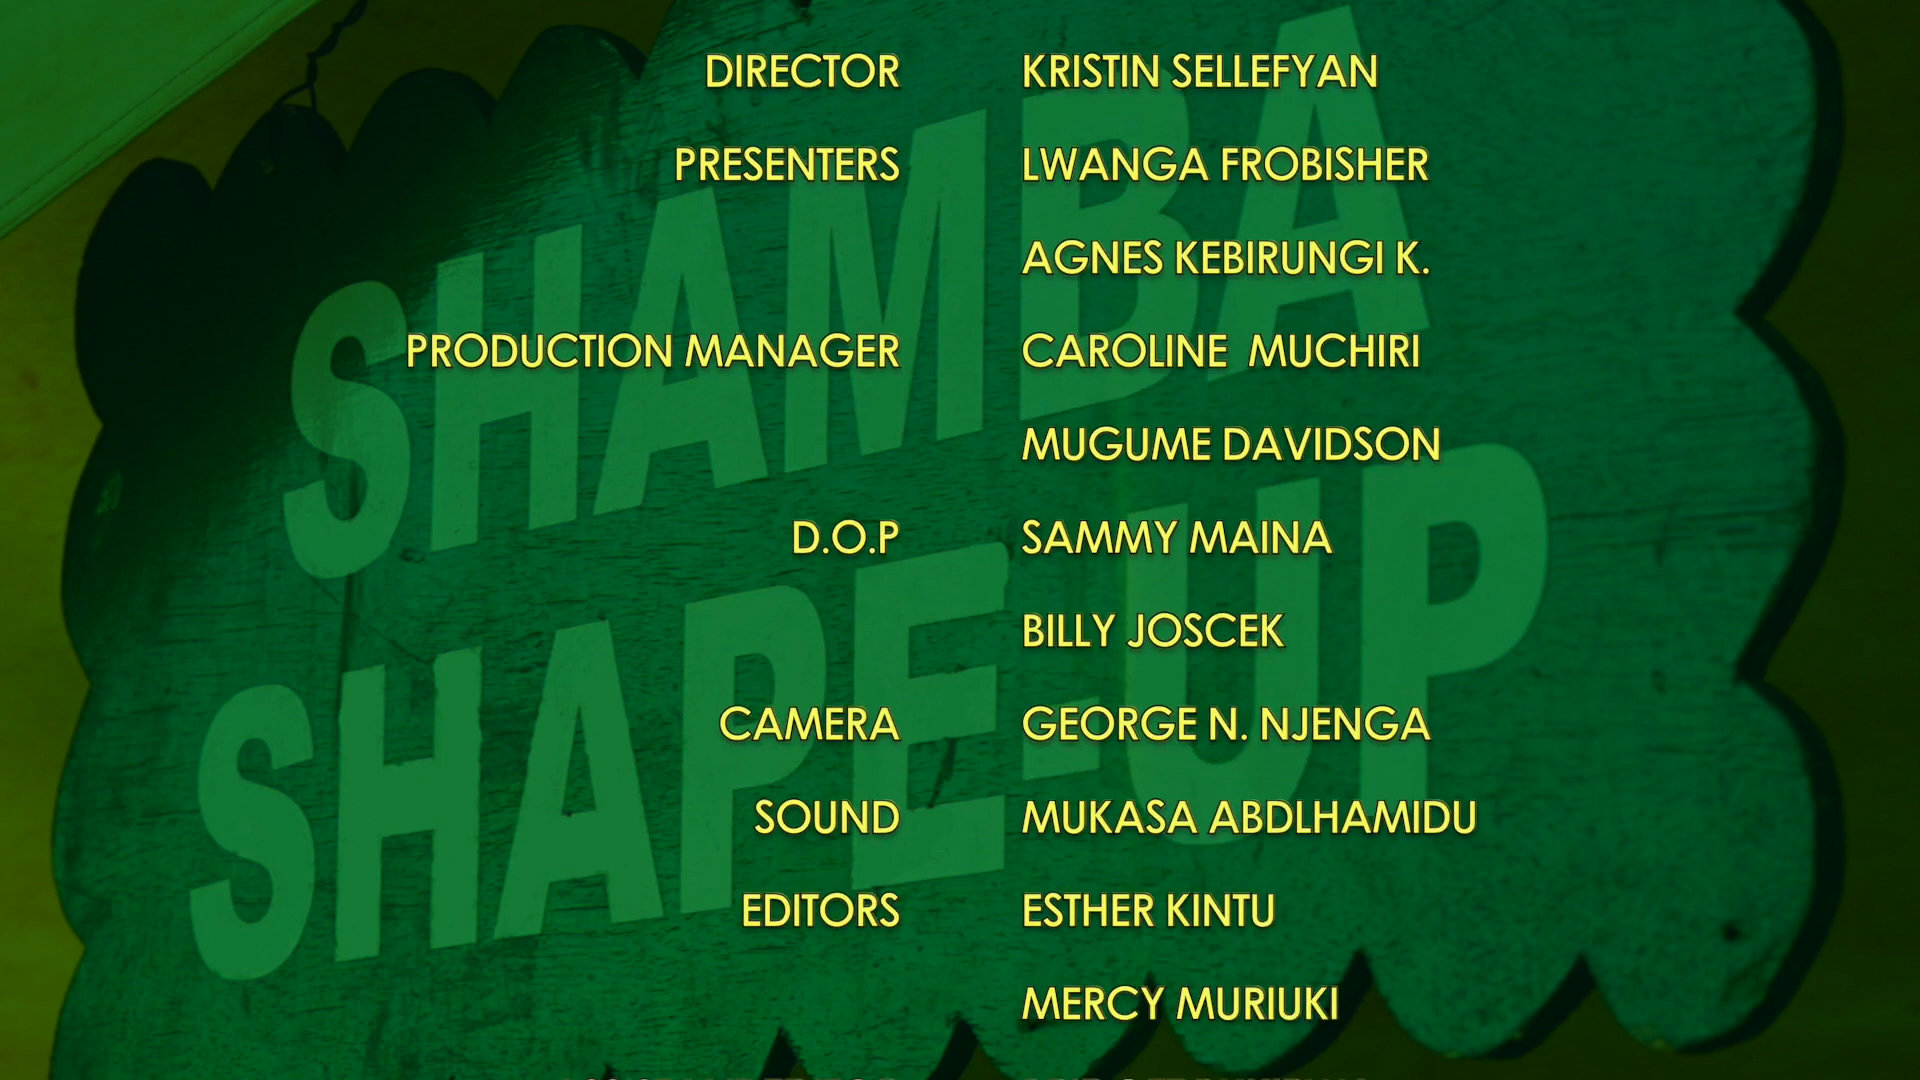 SHAMBA
SHAPE-UP
DIRECTOR KRISTIN SELLEFYAN
PRESENTERS LWANGA FROBISHER
AGNES KEBIRUNGI K.
PRODUCTION MANAGER CAROLINE MUCHIRI
MUGUME DAVIDSON
D.O.P SAMMY MAINA
BILLY JOSCEK
CAMERA GEORGE N. NJENGA
SOUND MUKASA ABDLHAMIDU
EDITORS ESTHER KINTU
MERCY MURIUKI